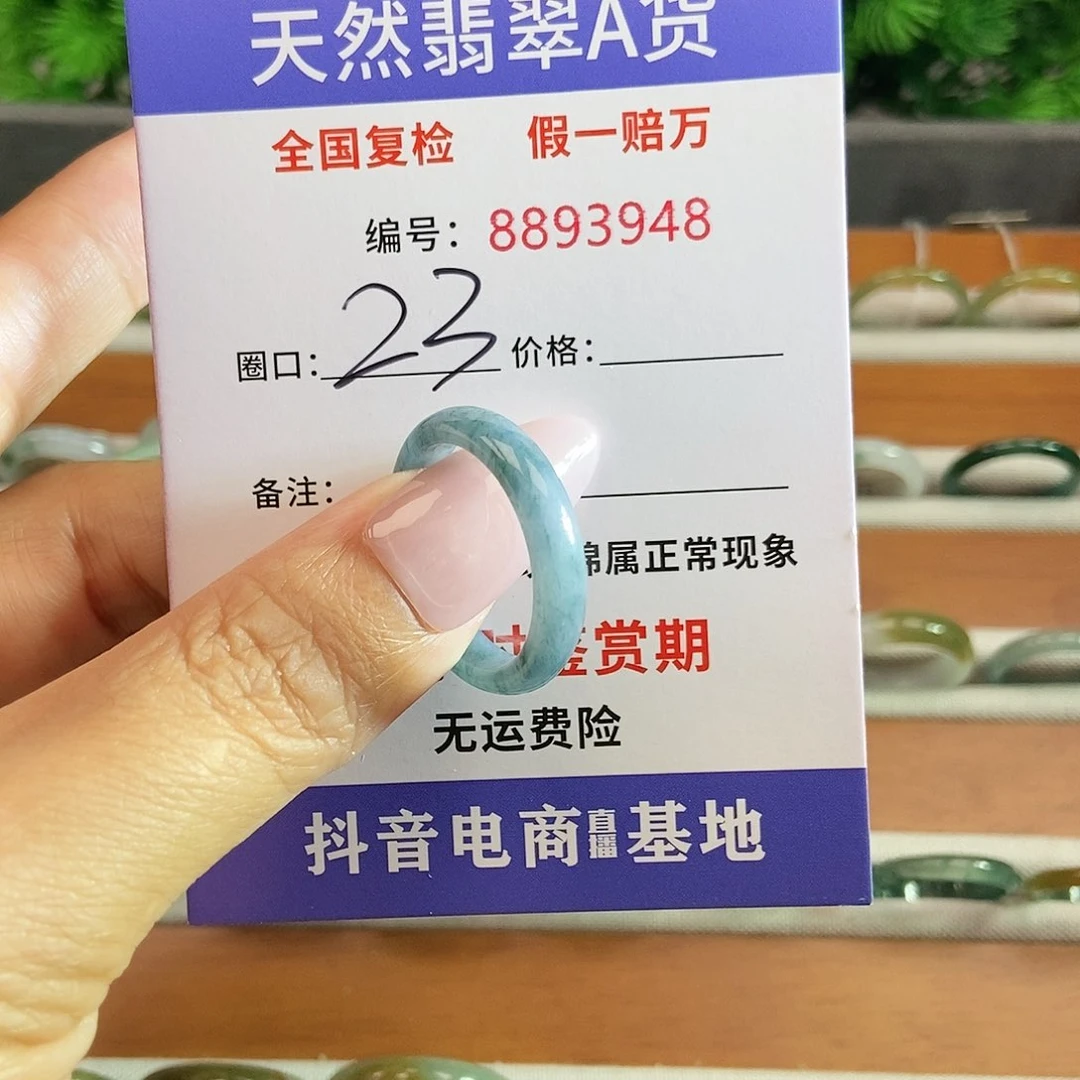 天然翡翠A货
全国复检 假一赔万
编号：8893948
圈口：23 价格：
备注：
棉属正常现象
时鉴赏期
无运费险
抖音电商直播基地